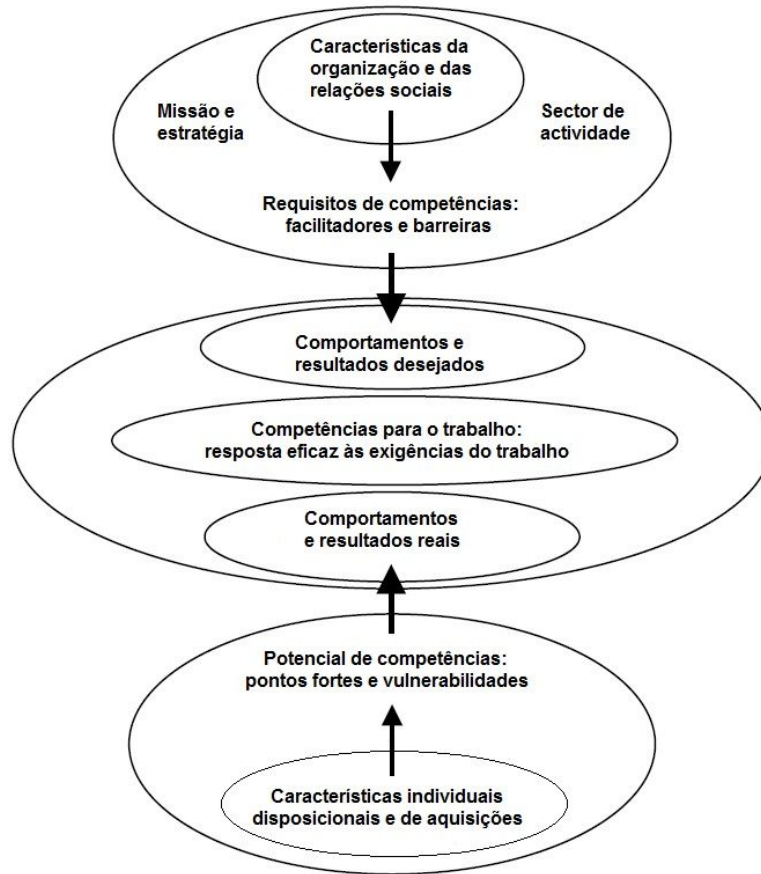 Características da
organização e das
relações sociais
Missão e
estratégia
Sector de
actividade
Requisitos de competências:
facilitadores e barreiras
Comportamentos e
resultados desejados
Competências para o trabalho:
resposta eficaz às exigências do trabalho
Comportamentos
e resultados reais
Potencial de competências:
pontos fortes e vulnerabilidades
Características individuais
disposicionais e de aquisições